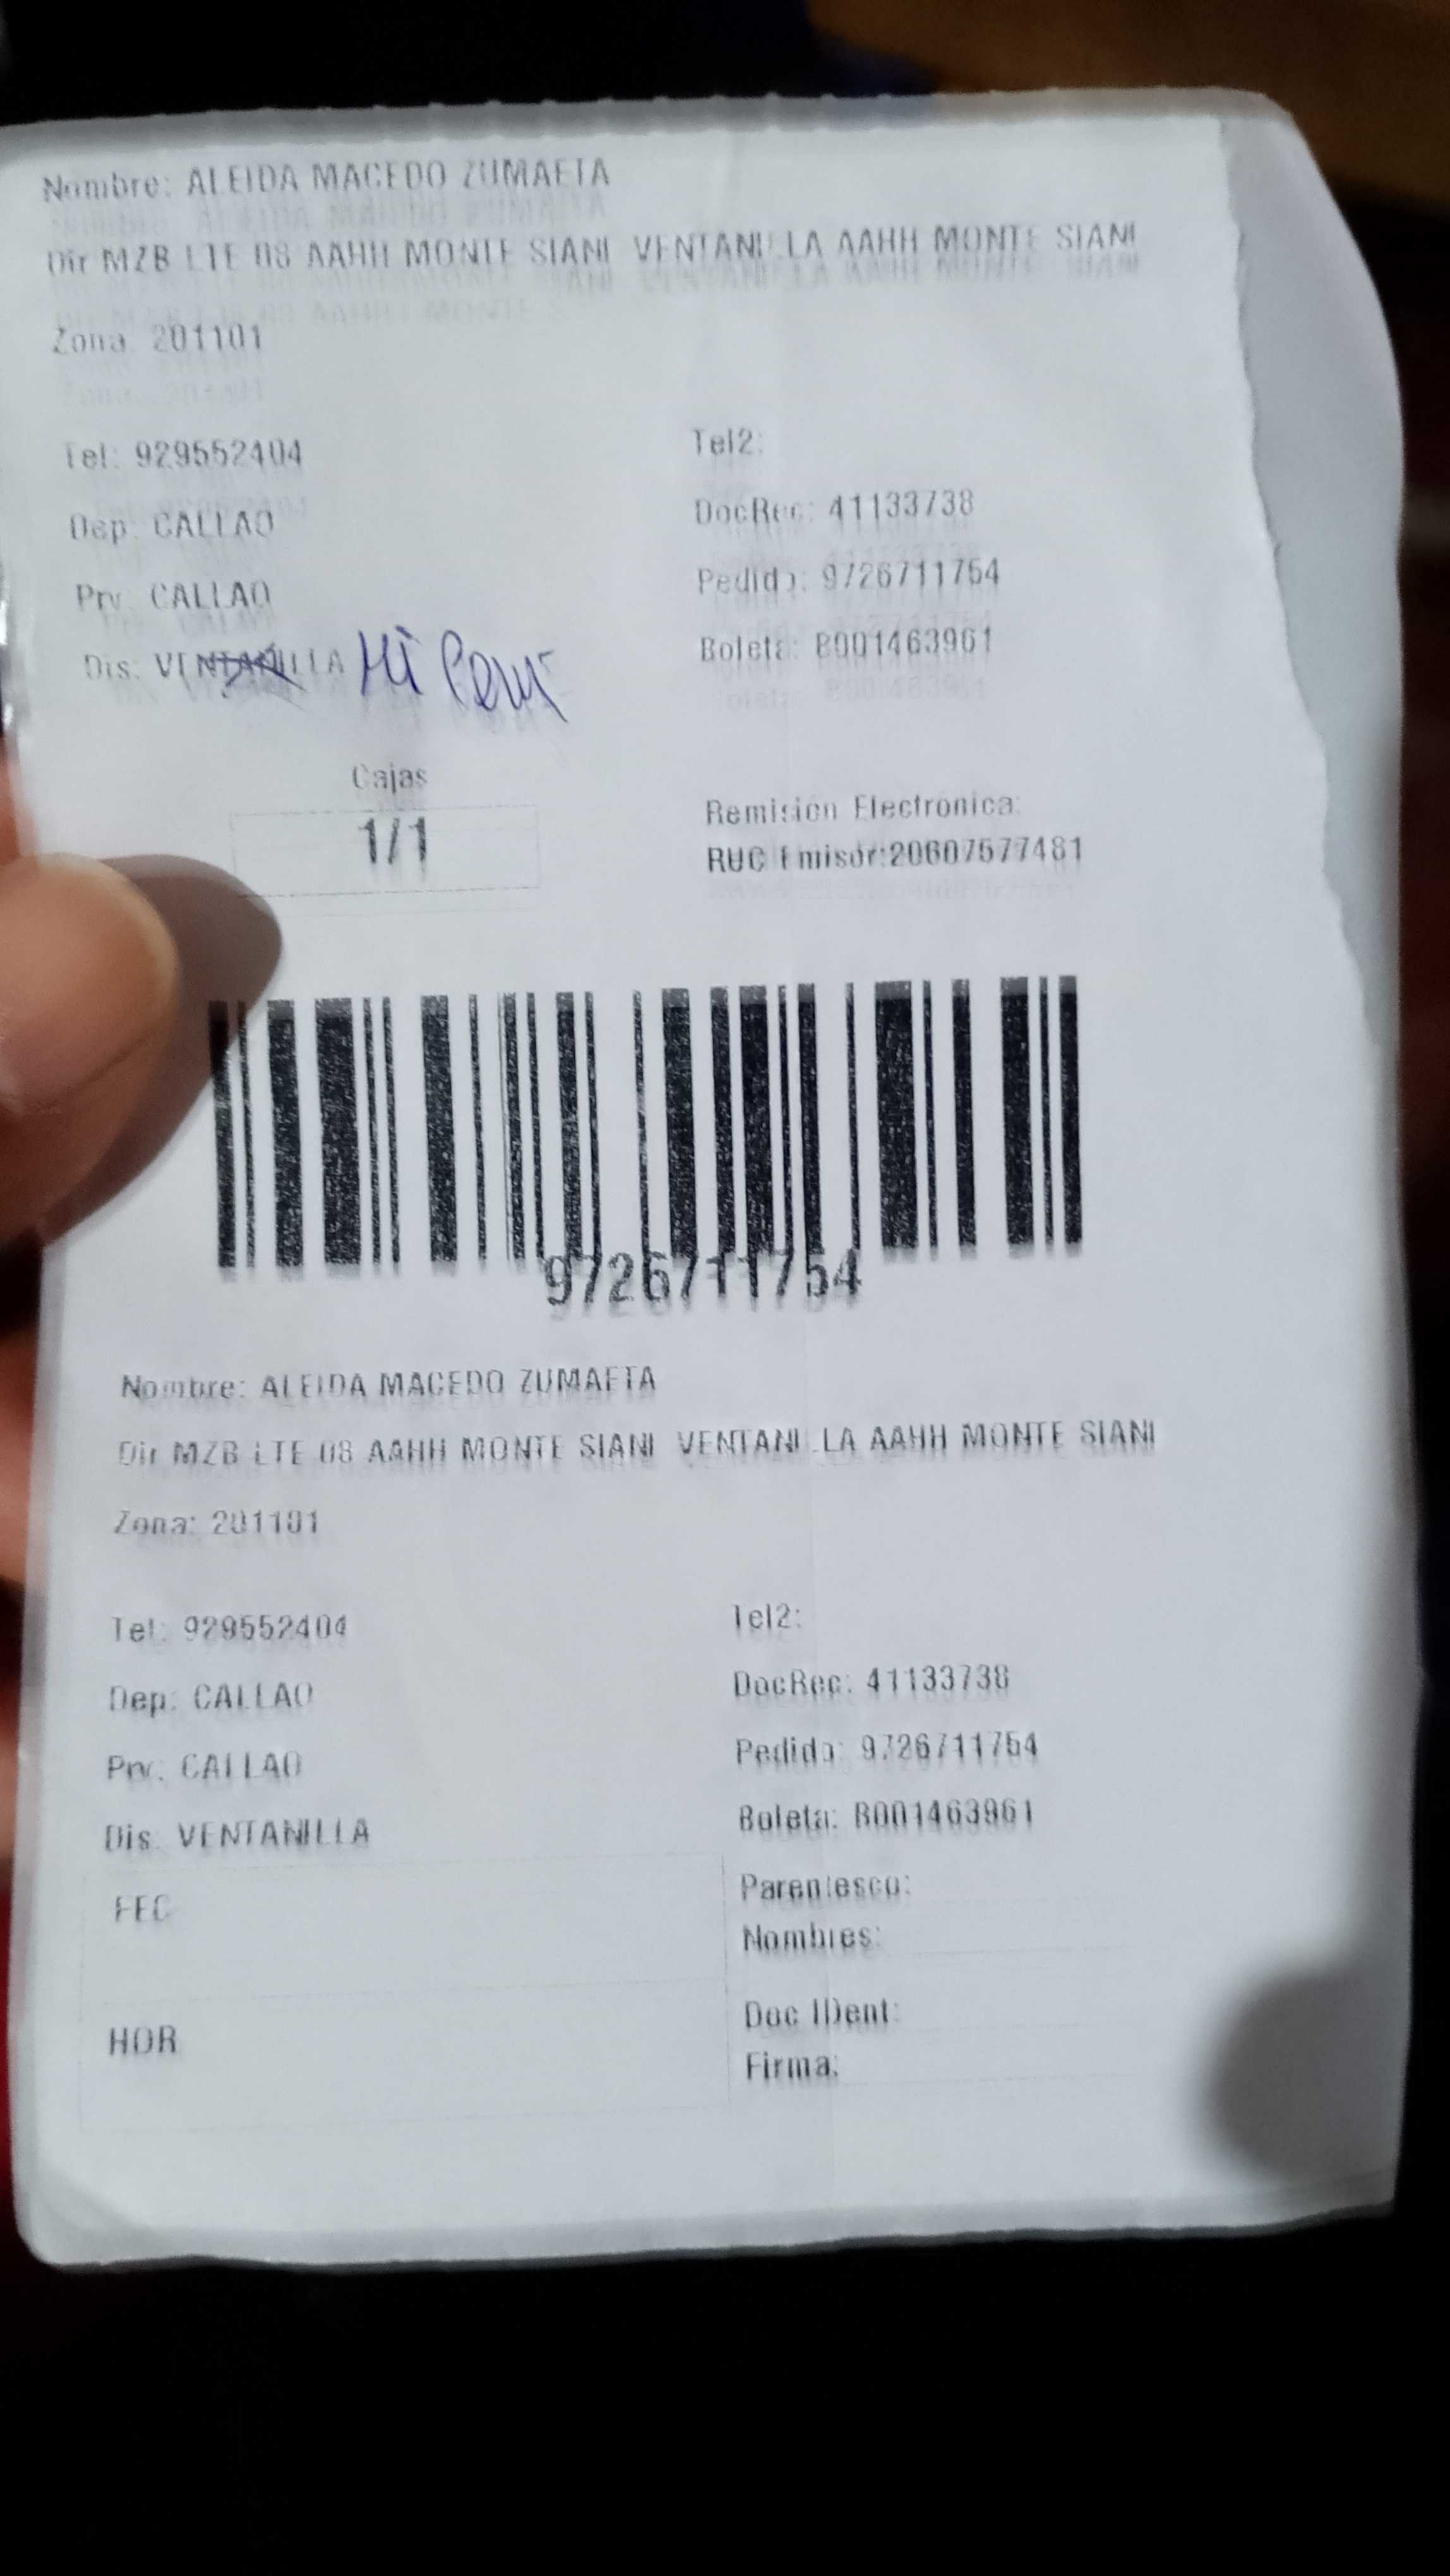 Nombre: ALEIDA MACEDO ZUMAETA
Dir MZB LTE 08 AAHH MONTE SIANI VENTANILLA AAHH MONTE SIANI
Zona: 201101
Tel: 929552404
Tel2:
Dep: CALLAO
DocRec: 41133738
Prv: CALLAO
Pedido: 9726711754
Dis: VENTANILLA Mi Peru
Boleta: B001463961
Cajas
1/1
Remision Electronica:
RUC Emisor:20607577481
9726711754
Nombre: ALEIDA MACEDO ZUMAETA
Dir MZB LTE 08 AAHH MONTE SIANI VENTANILLA AAHH MONTE SIANI
Zona: 201101
Tel: 929552404
Tel2:
Dep: CALLAO
DocRec: 41133738
Prv: CALLAO
Pedido: 9726711754
Dis: VENTANILLA
Boleta: B001463961
FEC
Parentesco:
Nombres:
HOR
Doc IDent:
Firma: